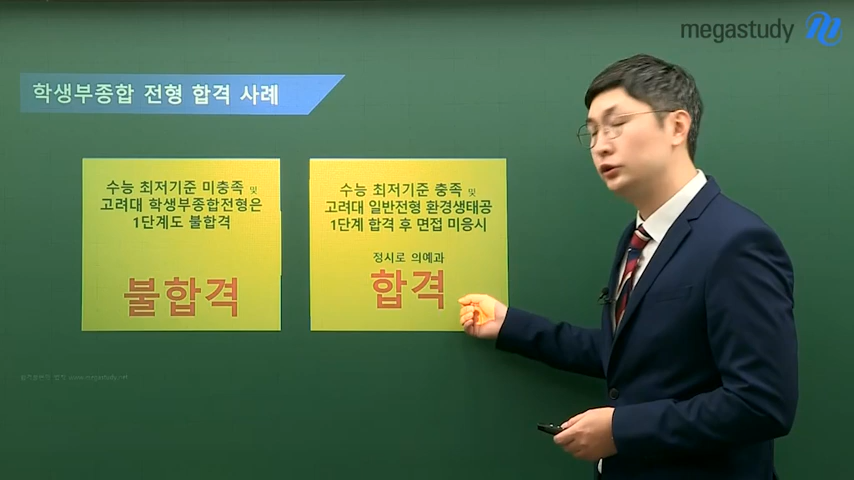 megastudy
학생부종합 전형 합격 사례
수능 최저기준 미충족 및
고려대 학생부종합전형은
1단계도 불합격
불합격
수능 최저기준 충족 및
고려대 일반전형 환경생태공
1단계 합격 후 면접 미응시
정시로 의예과
합격
www.megastudy.net